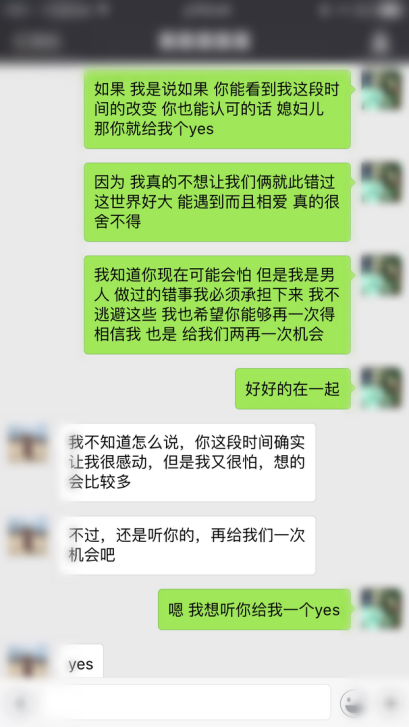 如果 我是说如果 你能看到我这段时
间的改变 你也能认可的话 媳妇儿
那你就给我个yes
因为 我真的不想让我们俩就此错过
这世界好大 能遇到而且相爱 真的很
舍不得
我知道你现在可能会怕 但是我是男
人 做过的错事我必须承担下来 我不
逃避这些 我也希望你能够再一次得
相信我 也是 给我们两再一次机会
好好的在一起
我不知道怎么说，你这段时间确实
让我很感动，但是我又很怕，想的
会比较多
不过，还是听你的，再给我们一次
机会吧
嗯 我想听你给我一个yes
yes